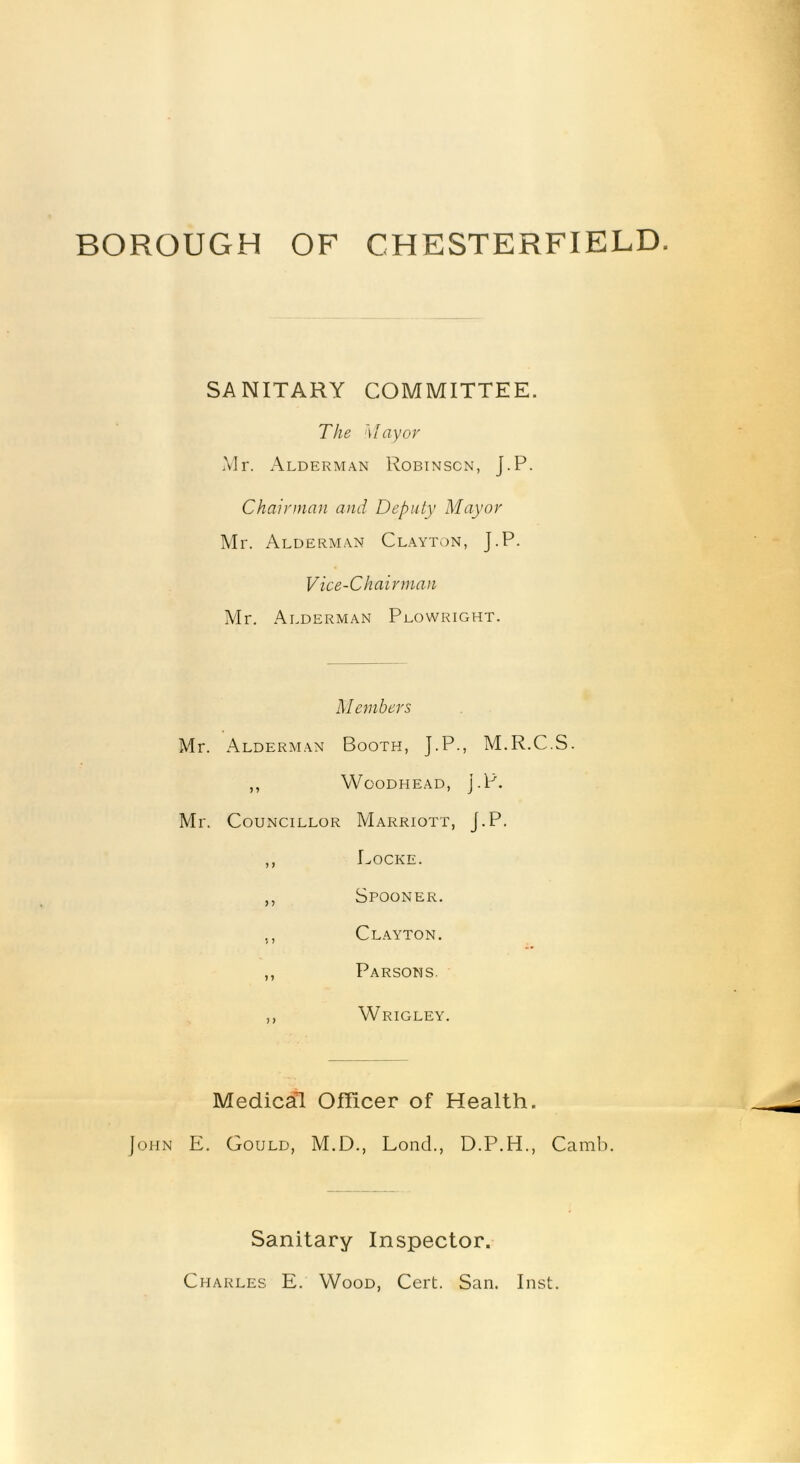 BOROUGH OF CHESTERFIELD.
SANITARY COMMITTEE.
The Mayor
Mr. Alderman Robinson, J.P.
Chairman and Deputy Mayor
Mr. Alderman Clayton, J.P.
Vice-Chairman
Mr. Alderman Plowright.
Members
Mr. Alderman Booth, J.P., M.R.C.S.
,, Woodhead, J.P.
Mr. Councillor Marriott, J.P.
,, Locke.
,, Spooner.
,, Clayton.
,, Parsons.
,, Wrigley.
Medical Officer of Health.
John E. Gould, M.D., Lond., D.P.H., Camb.
Sanitary Inspector.
Charles E. Wood, Cert. San. Inst.